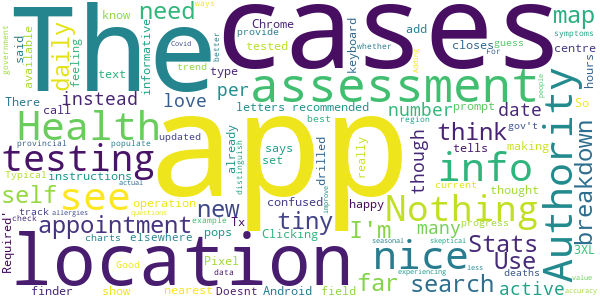 The
cases
app
location
assessment
Authority
Health
testing
Nothing
nice
info
see
think
I'm
Stats
Use
new
tiny
many
far
search
active
appointment
self
daily
need
map
instead
love
per
number
date
breakdown
though
government
said
available
feeling
know
informative
text
Chrome
tested
There
call
letters
recommended
trend
Covid
ways
better
provide
whether
keyboard
add
closes
guess
For
people
type
symptoms
centre
hours
So
prompt
best
region
gov't
making
provincial
populate
updated
already
distinguish
says
set
drilled
really
tells
thought
Typical
instructions
confused
happy
current
actual
check
allergies
track
operation
questions
Tx
improve
progress
charts
elsewhere
pops
example
Clicking
seasonal
skeptical
3XL
Required'
Good
Pixel
data
deaths
experiencing
less
value
accuracy
finder
show
nearest
Doesnt
Android
field